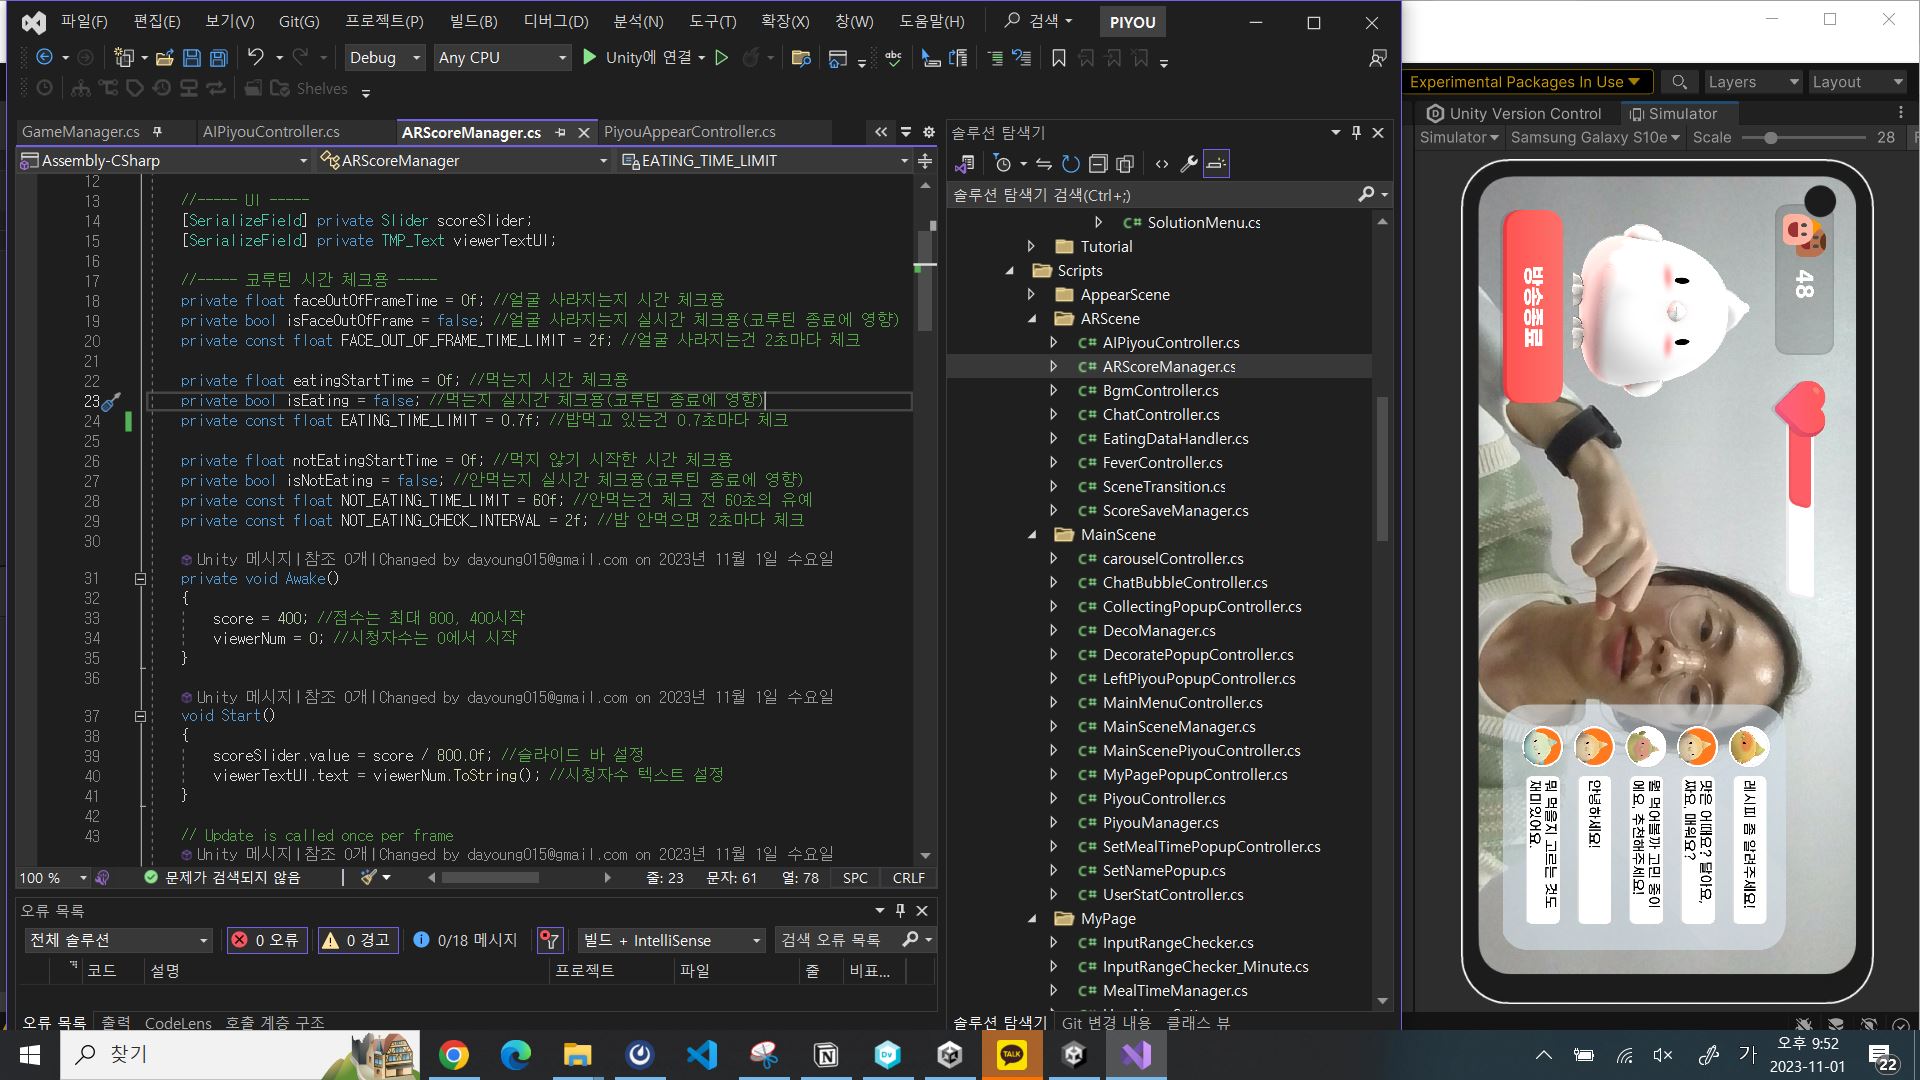 파일(F) 편집(E) 보기(V) Git(G) 프로젝트(P) 빌드(B) 디버그(D) 분석(N) 도구(T) 확장(X) 창(W) 도움말(H) 검색 PIYOU
Debug Any CPU Unity에 연결
Shelves
GameManager.cs AIPiyouController.cs ARScoreManager.cs PiyouAppearController.cs
Assembly-CSharp ARScoreManager EATING_TIME_LIMIT
12
13 //----- UI -----
14 [SerializeField] private Slider scoreSlider;
15 [SerializeField] private TMP_Text viewerTextUI;
16
17 //----- 코루틴 시간 체크용 -----
18 private float faceOutOfFrameTime = 0f; //얼굴 사라지는지 시간 체크용
19 private bool isFaceOutOfFrame = false; //얼굴 사라지는지 실시간 체크용(코루틴 종료에 영향)
20 private const float FACE_OUT_OF_FRAME_TIME_LIMIT = 2f; //얼굴 사라지는건 2초마다 체크
21
22 private float eatingStartTime = 0f; //먹는지 시간 체크용
23 private bool isEating = false; //먹는지 실시간 체크용(코루틴 종료에 영향)
24 private const float EATING_TIME_LIMIT = 0.7f; //밥먹고 있는건 0.7초마다 체크
25
26 private float notEatingStartTime = 0f; //먹지 않기 시작한 시간 체크용
27 private bool isNotEating = false; //안먹는지 실시간 체크용(코루틴 종료에 영향)
28 private const float NOT_EATING_TIME_LIMIT = 60f; //안먹는건 체크 전 60초의 유예
29 private const float NOT_EATING_CHECK_INTERVAL = 2f; //밥 안먹으면 2초마다 체크
30
Unity 메시지|참조 0개|Changed by dayoung015@gmail.com on 2023년 11월 1일 수요일
31 private void Awake()
32 {
33 score = 400; //점수는 최대 800, 400시작
34 viewerNum = 0; //시청자수는 0에서 시작
35 }
36
Unity 메시지|참조 0개|Changed by dayoung015@gmail.com on 2023년 11월 1일 수요일
37 void Start()
38 {
39 scoreSlider.value = score / 800.0f; //슬라이드 바 설정
40 viewerTextUI.text = viewerNum.ToString(); //시청자수 텍스트 설정
41 }
42
43 // Update is called once per frame
Unity 메시지|참조 0개|Changed by dayoung015@gmail.com on 2023년 11월 1일 수요일
100 % 문제가 검색되지 않음 줄: 23 문자: 61 열: 78 SPC CRLF
오류 목록
전체 솔루션 0 오류 0 경고 0/18 메시지 빌드 + IntelliSense 검색 오류 목록
코드 설명 프로젝트 파일 줄 비표...
오류 목록 출력 CodeLens 호출 계층 구조
솔루션 탐색기
솔루션 탐색기 검색(Ctrl+;)
C# SolutionMenu.cs
Tutorial
Scripts
AppearScene
ARScene
C# AIPiyouController.cs
C# ARScoreManager.cs
C# BgmController.cs
C# ChatController.cs
C# EatingDataHandler.cs
C# FeverController.cs
C# SceneTransition.cs
C# ScoreSaveManager.cs
MainScene
C# carouselController.cs
C# ChatBubbleController.cs
C# CollectingPopupController.cs
C# DecoManager.cs
C# DecoratePopupController.cs
C# LeftPiyouPopupController.cs
C# MainMenuController.cs
C# MainSceneManager.cs
C# MainScenePiyouController.cs
C# MyPagePopupController.cs
C# PiyouController.cs
C# PiyouManager.cs
C# SetMealTimePopupController.cs
C# SetNamePopup.cs
C# UserStatController.cs
MyPage
C# InputRangeChecker.cs
C# InputRangeChecker_Minute.cs
C# MealTimeManager.cs
솔루션 탐색기 Git 변경 내용 클래스 뷰
Experimental Packages In Use Layers Layout
Unity Version Control Simulator
Simulator Samsung Galaxy S10e Scale 28
48
방송종료
레시피 좀 알려주세요!
맛은 어때요? 달아요,
짜요, 매워요?
뭘 먹어볼까 고민 중이
에요, 추천해주세요!
안녕하세요!
뭐 먹을지 고르는 것도
재미있어요.
찾기
TALK
Dv
가
오후 9:52
2023-11-01
22